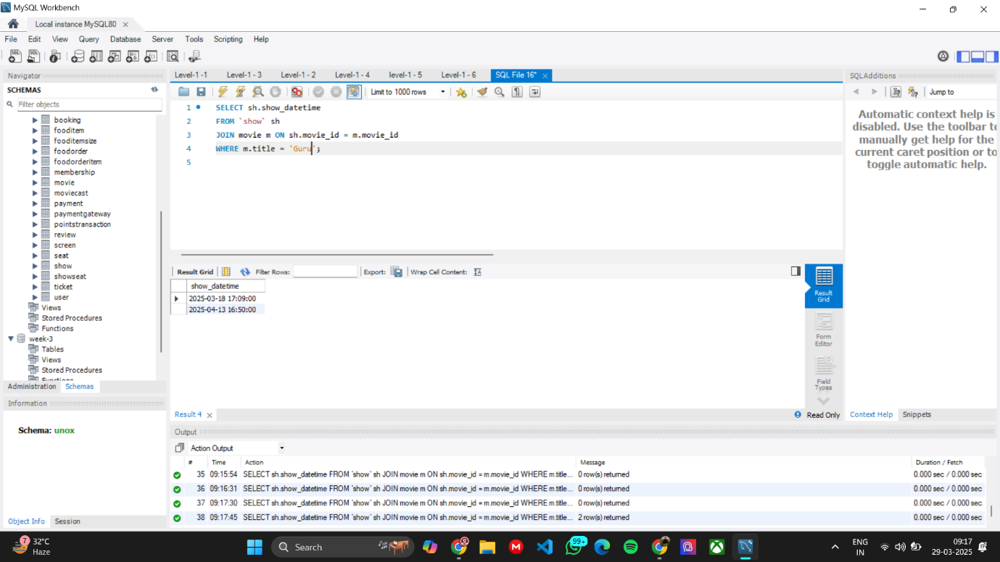 MySQL Workbench
Local instance MySQL80
File Edit View Query Database Server Tools Scripting Help
Navigator
SCHEMAS
Filter objects
booking
fooditem
fooditemsize
foodorder
foodorderitem
membership
movie
moviecast
payment
paymentgateway
pointstransaction
review
screen
seat
show
showseat
ticket
user
Views
Stored Procedures
Functions
week-3
Tables
Views
Stored Procedures
Functions
Administration Schemas
Information
Schema: unox
Object Info Session
Level-1 -1 Level-1 - 3 Level-1 - 2 Level-1 - 4 level-1 - 5 Level-1 - 6 SQL File 16*
Limit to 1000 rows
1 SELECT sh.show_datetime
2 FROM `show` sh
3 JOIN movie m ON sh.movie_id = m.movie_id
4 WHERE m.title = 'Guru';
5
Result Grid Filter Rows: Export: Wrap Cell Content:
show_datetime
2025-03-18 17:09:00
2025-04-13 16:50:00
Result Grid
Form Editor
Field Types
Result 4
Read Only
SQLAdditions
Jump to
Automatic context help is
disabled. Use the toolbar to
manually get help for the
current caret position or to
toggle automatic help.
Context Help Snippets
Output
Action Output
# Time Action Message Duration / Fetch
35 09:15:54 SELECT sh.show_datetime FROM `show` sh JOIN movie m ON sh.movie_id = m.movie_id WHERE m.title... 0 row(s) returned 0.000 sec / 0.000 sec
36 09:16:31 SELECT sh.show_datetime FROM `show` sh JOIN movie m ON sh.movie_id = m.movie_id WHERE m.title... 0 row(s) returned 0.000 sec / 0.000 sec
37 09:17:30 SELECT sh.show_datetime FROM `show` sh JOIN movie m ON sh.movie_id = m.movie_id WHERE m.title... 0 row(s) returned 0.000 sec / 0.000 sec
38 09:17:45 SELECT sh.show_datetime FROM `show` sh JOIN movie m ON sh.movie_id = m.movie_id WHERE m.title... 2 row(s) returned 0.000 sec / 0.000 sec
7
32°C
Haze
Search
99+
ENG
IN
09:17
29-03-2025